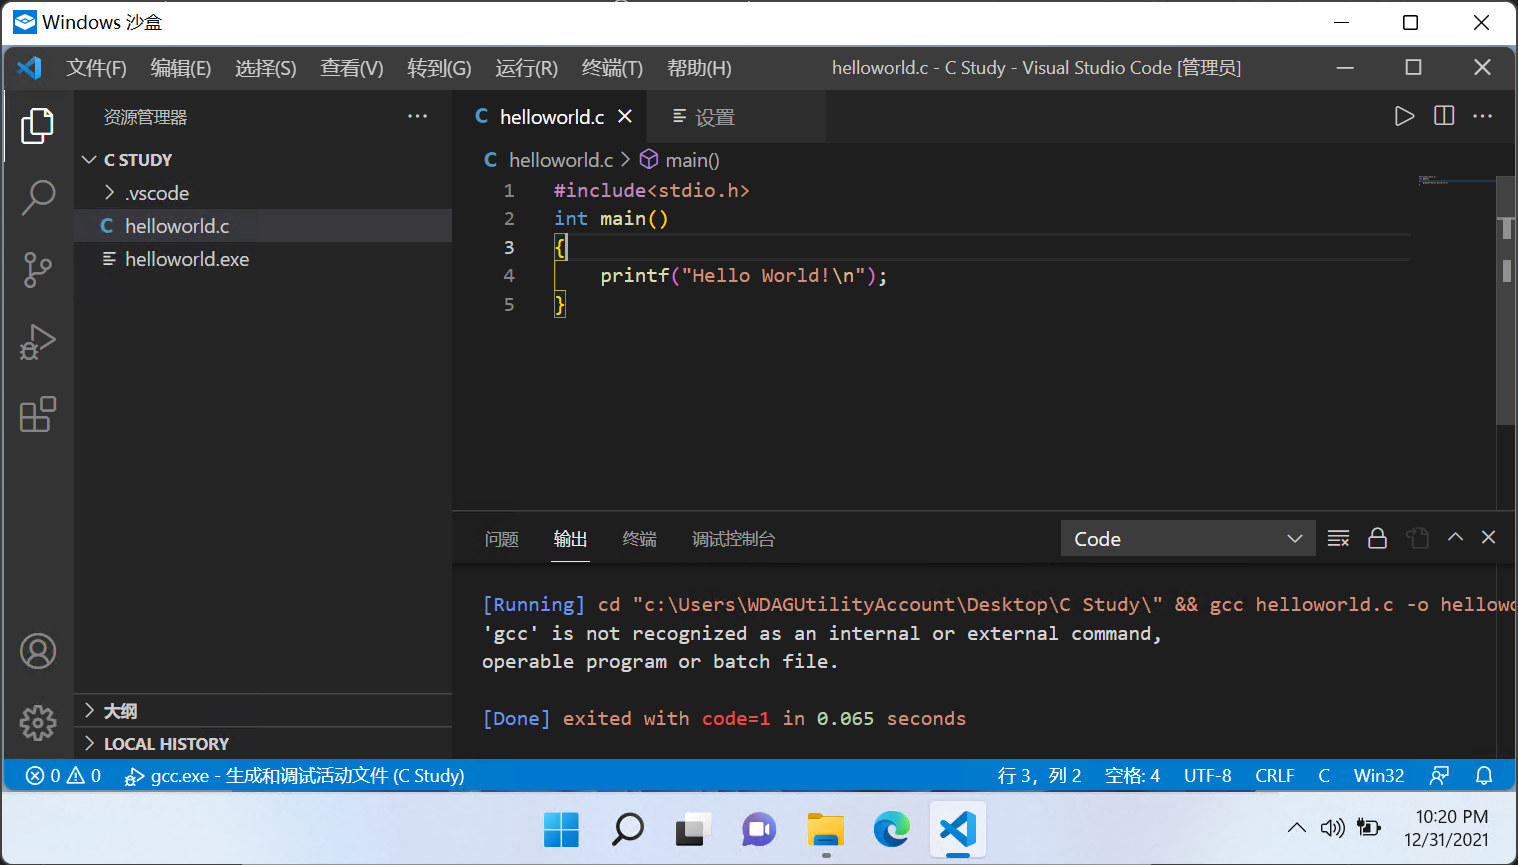 Windows 沙盒
文件(F) 编辑(E) 选择(S) 查看(V) 转到(G) 运行(R) 终端(T) 帮助(H) helloworld.c - C Study - Visual Studio Code [管理员]
资源管理器
C STUDY
.vscode
C helloworld.c
helloworld.exe
大纲
LOCAL HISTORY
C helloworld.c 设置
C helloworld.c main()
1 #include<stdio.h>
2 int main()
3 {
4 printf("Hello World!\n");
5 }
问题 输出 终端 调试控制台 Code
[Running] cd "c:\Users\WDAGUtilityAccount\Desktop\C Study\" && gcc helloworld.c -o hellow
'gcc' is not recognized as an internal or external command,
operable program or batch file.
[Done] exited with code=1 in 0.065 seconds
0 0 gcc.exe - 生成和调试活动文件 (C Study) 行 3，列 2 空格: 4 UTF-8 CRLF C Win32
10:20 PM
12/31/2021